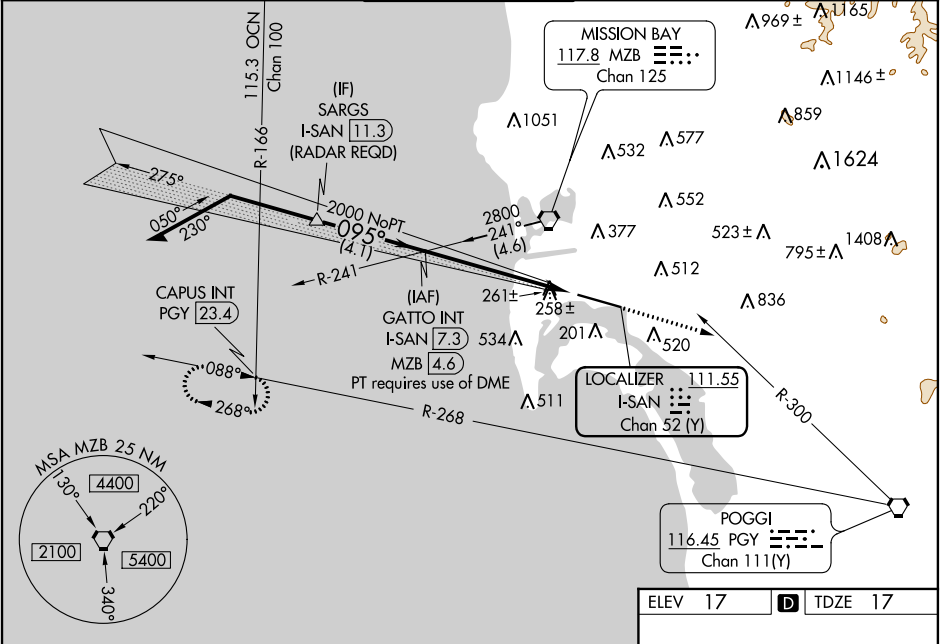 115.3 OCN
Chan 100
R-166
(IF)
SARGS
I-SAN 11.3
(RADAR REQD)
MISSION BAY
117.8 MZB
Chan 125
969 ±
1165
1146 ±
859
1051
532
577
1624
552
275°
050°
230°
2000 NoPT
095°
(4.1)
2800
241°
(4.6)
R-241
377
523 ±
795 ±
1408
512
836
261 ±
258 ±
(IAF)
GATTO INT
I-SAN 7.3
MZB 4.6
PT requires use of DME
534
201
520
511
CAPUS INT
PGY 23.4
088°
268°
R-268
LOCALIZER 111.55
I-SAN
Chan 52 (Y)
R-300
MSA MZB 25 NM
130°
4400
220°
2100
5400
340°
POGGI
116.45 PGY
Chan 111(Y)
ELEV 17 D TDZE 17